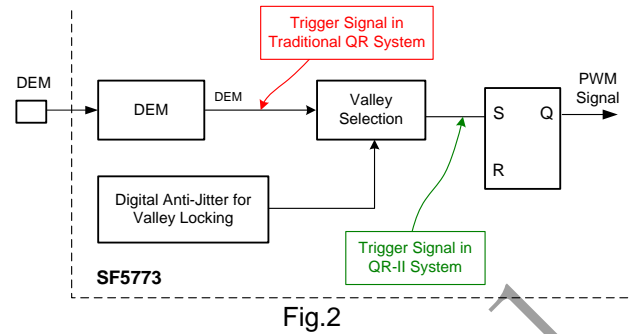 Trigger Signal in
Traditional QR System
DEM
PWM
Signal
DEM
DEM
Valley
Selection
S
Q
R
Digital Anti-Jitter for
Valley Locking
Trigger Signal in
QR-II System
SF5773
Fig.2